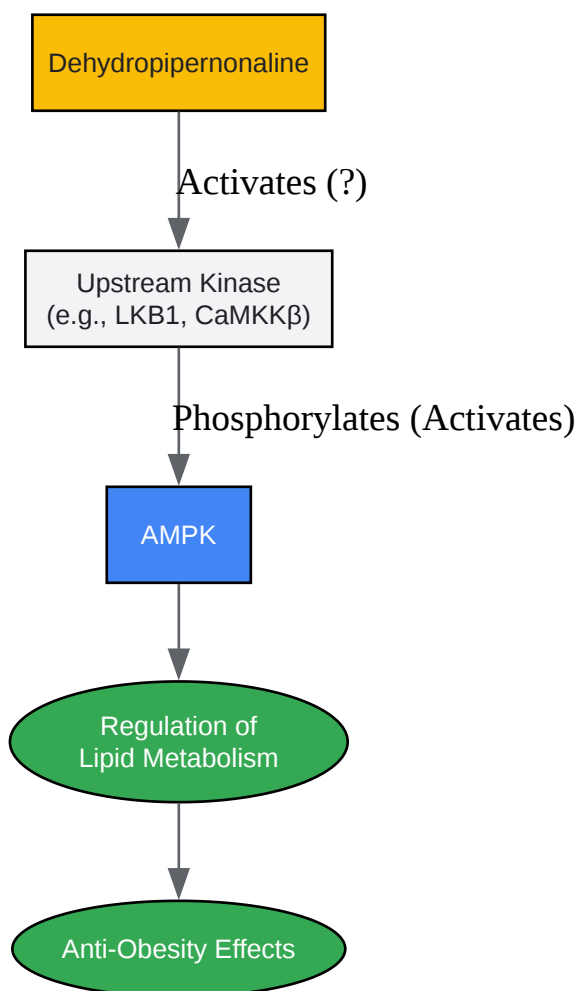 Dehydropipernonaline
Activates (?)
Upstream Kinase
(e.g., LKB1, CaMKKβ)
Phosphorylates (Activates)
AMPK
Regulation of
Lipid Metabolism
Anti-Obesity Effects